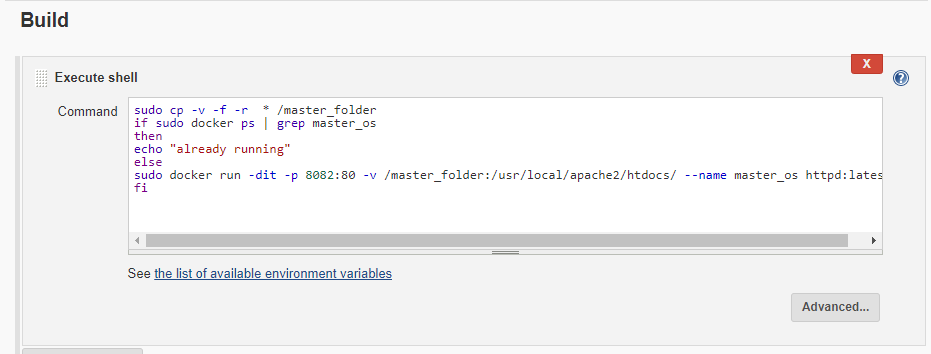 Build
Execute shell
X
?
Command
sudo cp -v -f -r  * /master_folder
if sudo docker ps | grep master_os
then
echo "already running"
else
sudo docker run -dit -p 8082:80 -v /master_folder:/usr/local/apache2/htdocs/ --name master_os httpd:lates
fi
See the list of available environment variables
Advanced...